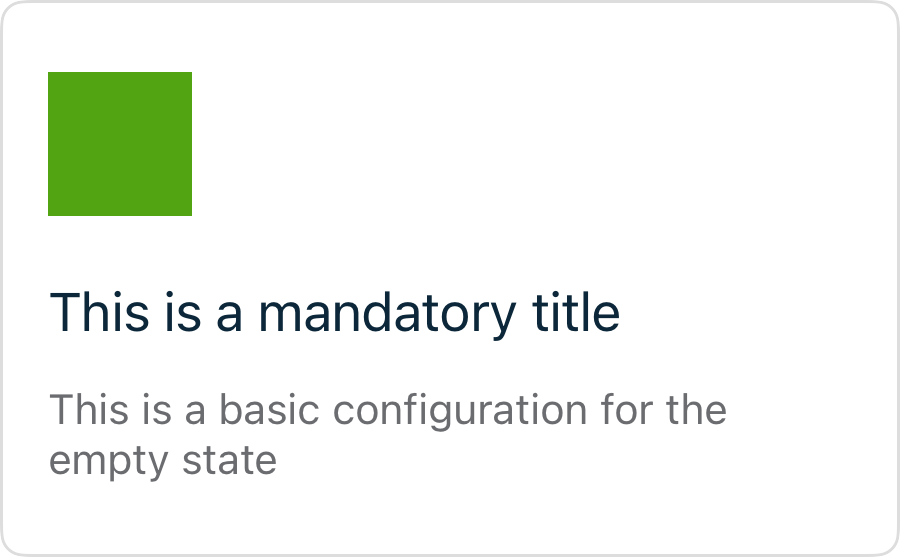 This is a mandatory title
This is a basic configuration for the
empty state